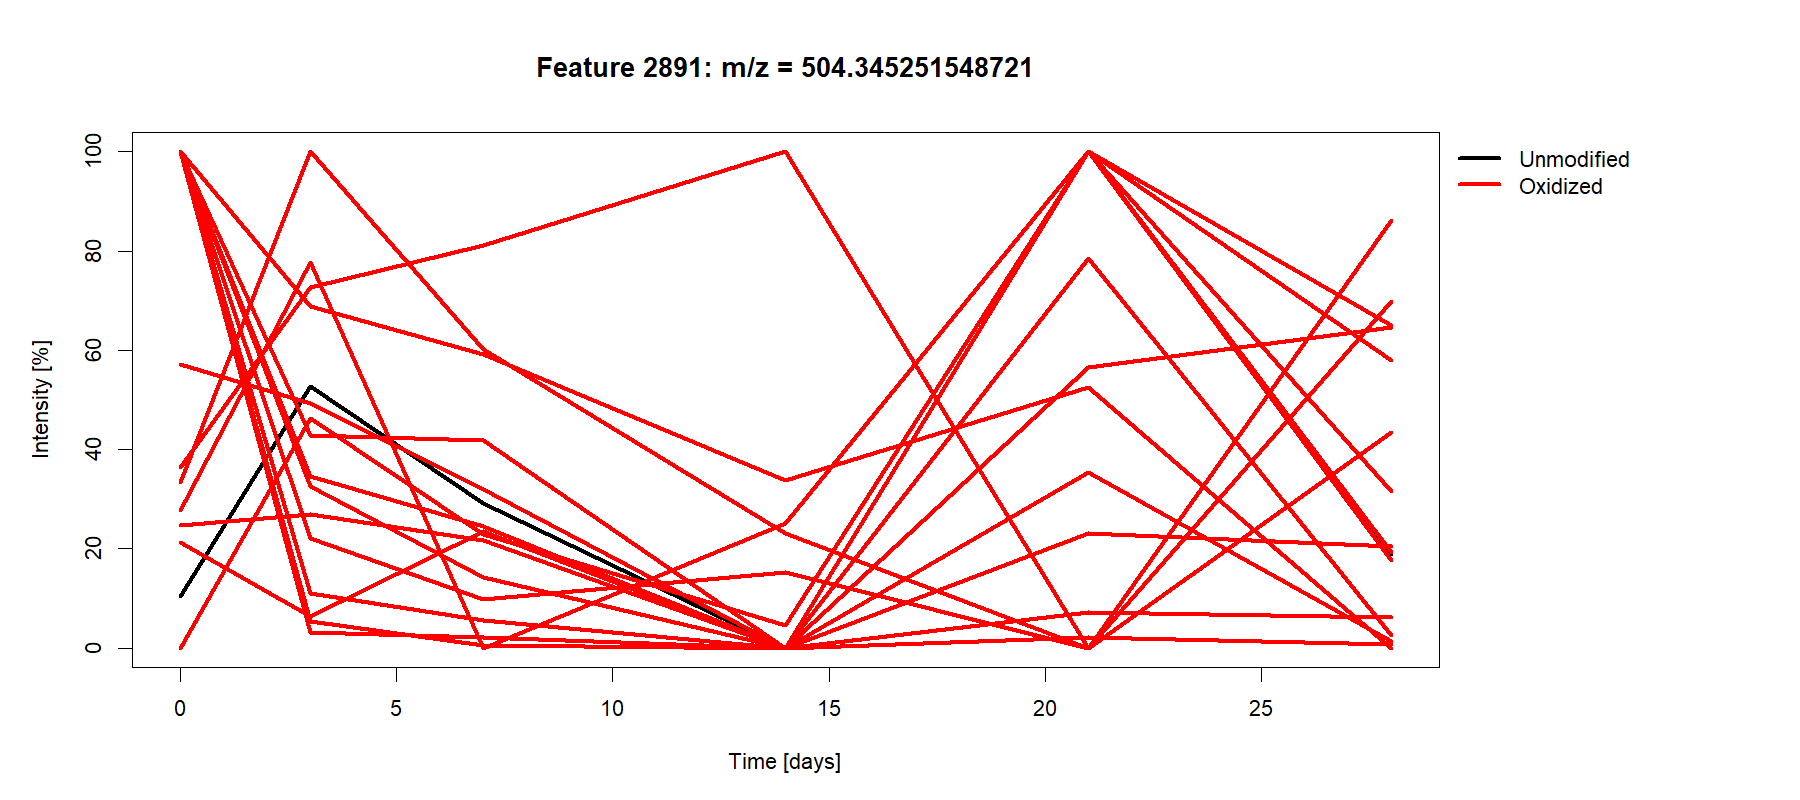 Feature 2891: m/z = 504.345251548721
Unmodified
Oxidized
Intensity [%]
100
80
60
40
20
0
0 5 10 15 20 25
Time [days]